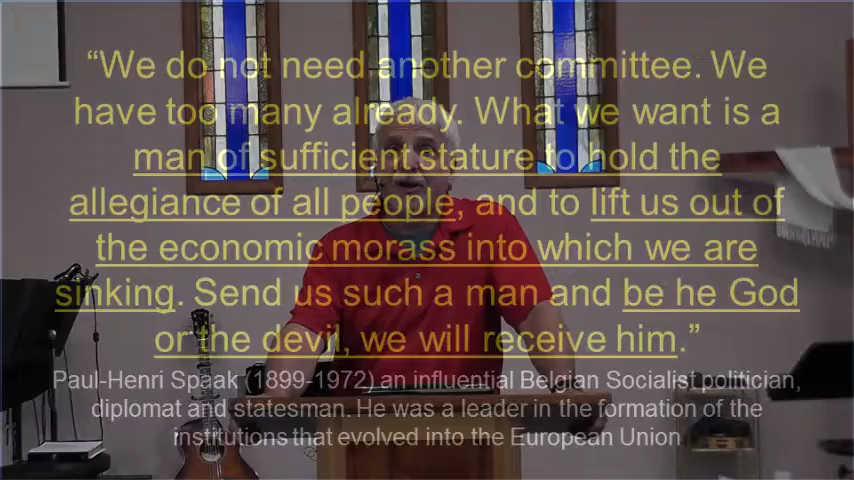 “We do not need another committee. We
have too many already. What we want is a
man of sufficient stature to hold the
allegiance of all people, and to lift us out of
the economic morass into which we are
sinking. Send us such a man and be he God
or the devil, we will receive him.”
Paul-Henri Spaak (1899-1972) an influential Belgian Socialist politician,
diplomat and statesman. He was a leader in the formation of the
institutions that evolved into the European Union